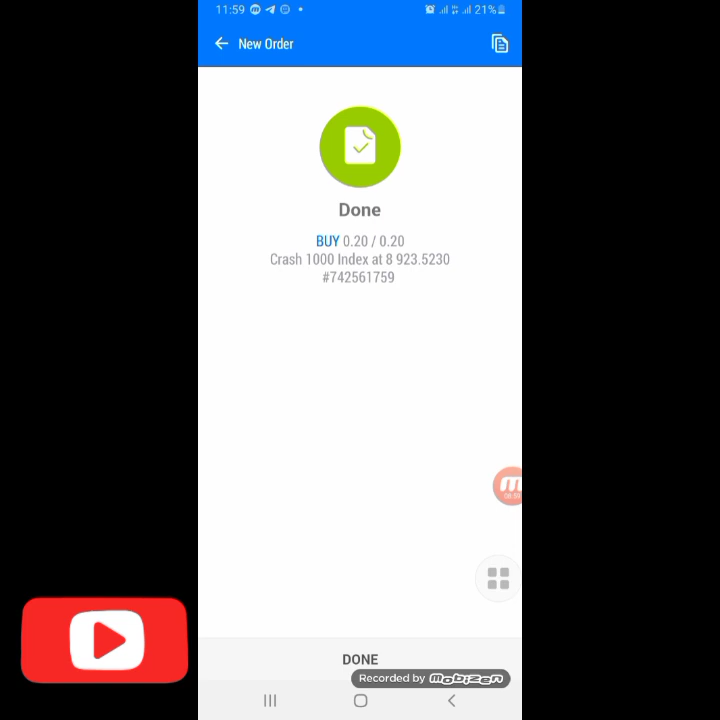 11:59 21%
New Order
Done
BUY 0.20 / 0.20
Crash 1000 Index at 8 923.5230
#742561759
DONE
Recorded by mobizen